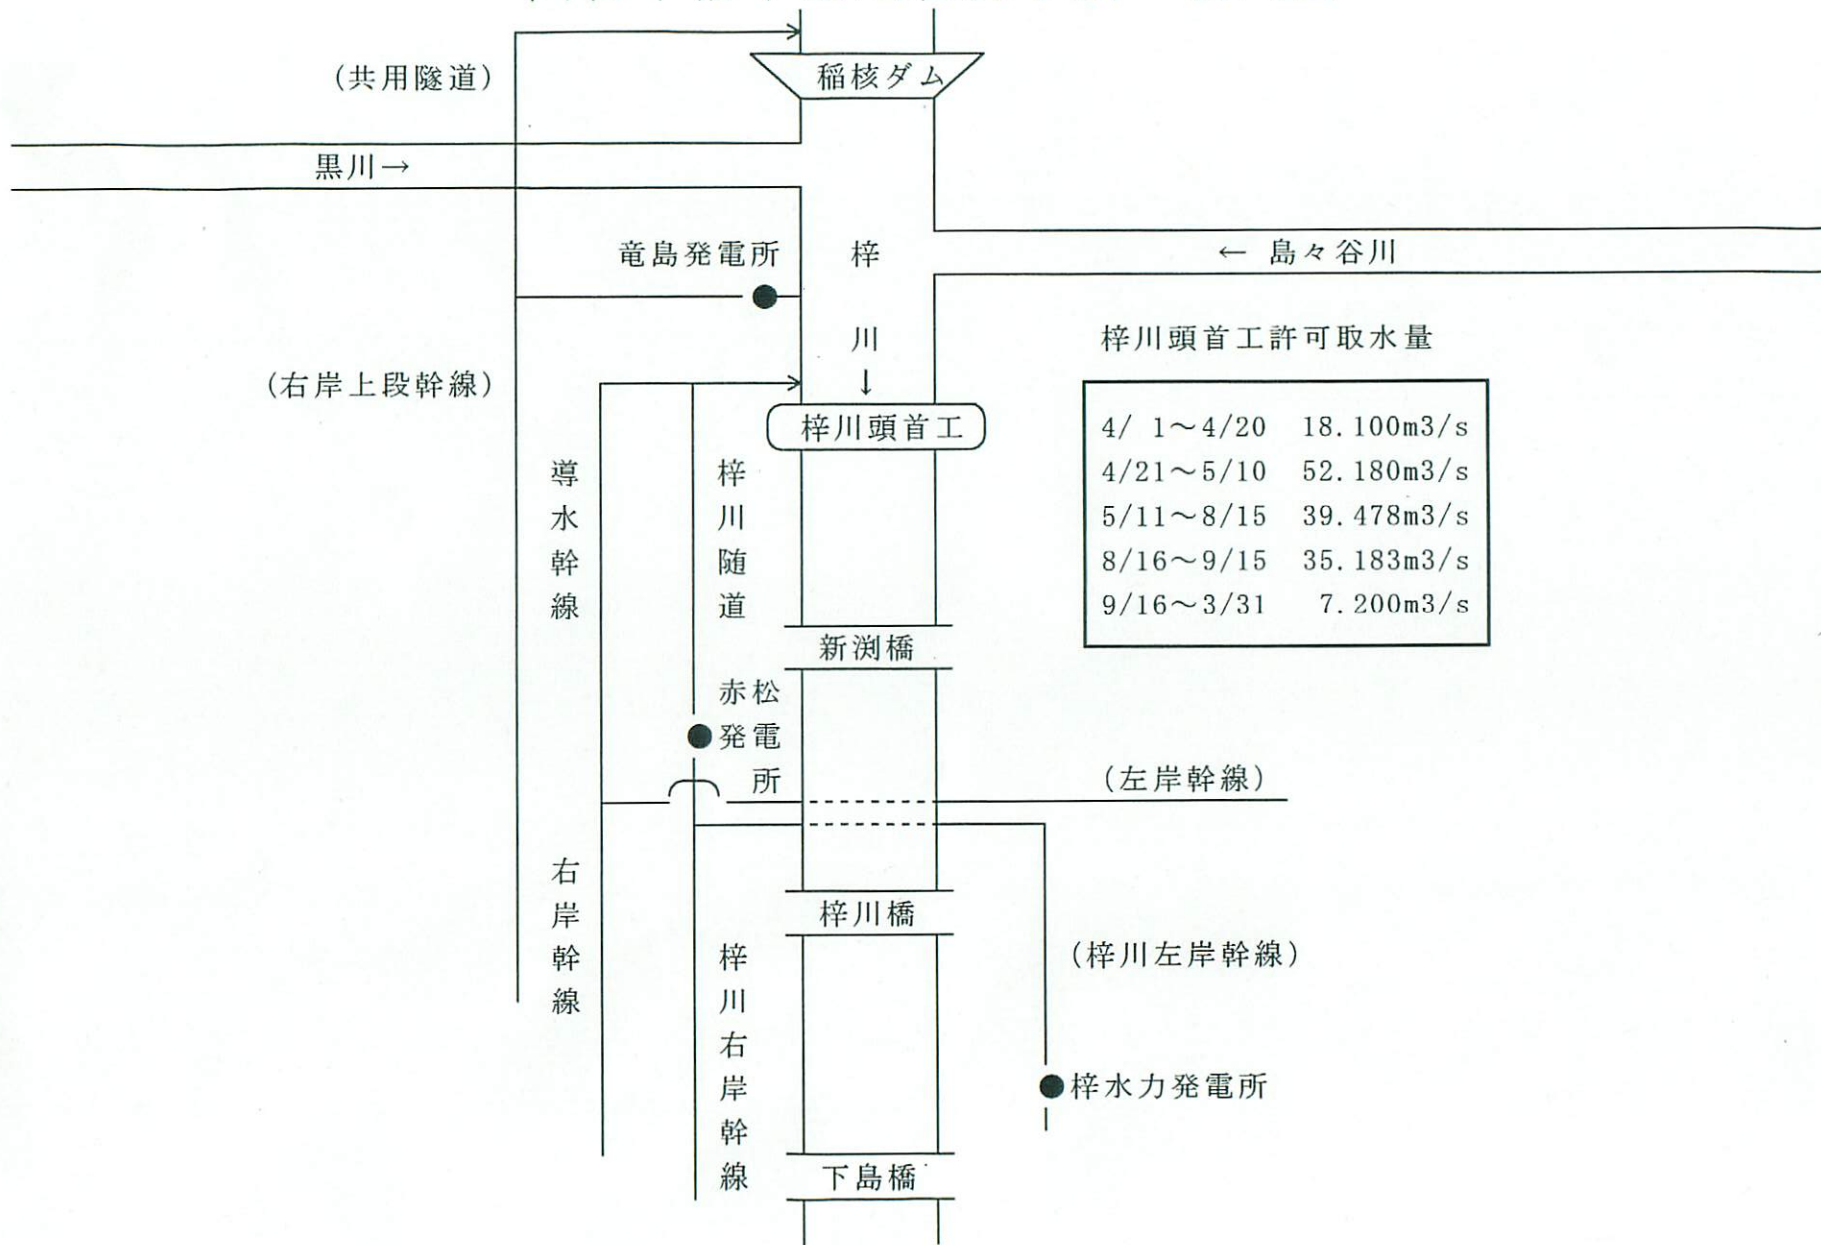 (共用隧道)
稲核ダム
黒川→
竜島発電所
梓川
↓
← 島々谷川
(右岸上段幹線)
梓川頭首工
梓川頭首工許可取水量
4/ 1～4/20 18.100m3/s
4/21～5/10 52.180m3/s
5/11～8/15 39.478m3/s
8/16～9/15 35.183m3/s
9/16～3/31 7.200m3/s
導水幹線
梓川随道
新渕橋
赤松発電所
(左岸幹線)
右岸幹線
梓川橋
梓川右岸幹線
(梓川左岸幹線)
梓水力発電所
下島橋